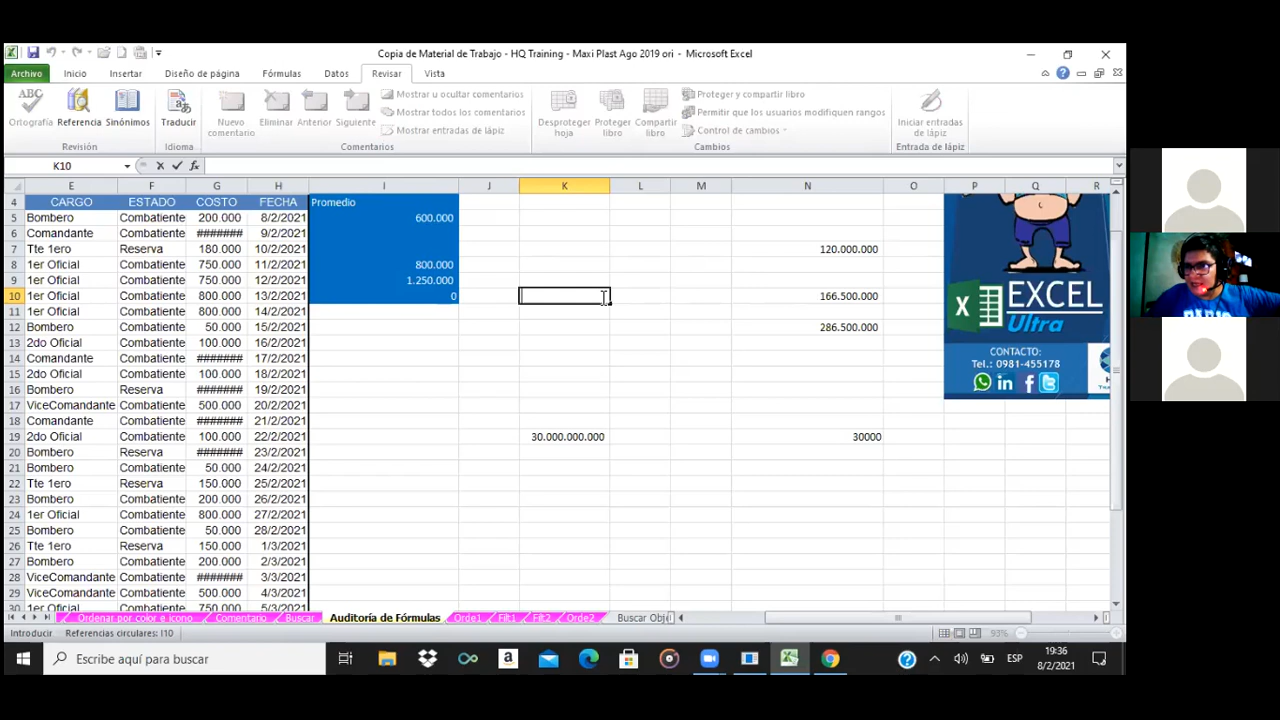 Copia de Material de Trabajo - HQ Training - Maxi Plast Ago 2019 ori - Microsoft Excel
Archivo Inicio Insertar Diseño de página Fórmulas Datos Revisar Vista
ABC
Ortografía Referencia Sinónimos
Revisión
Traducir
Idioma
Nuevo comentario Eliminar Anterior Siguiente
Mostrar u ocultar comentarios
Mostrar todos los comentarios
Mostrar entradas de lápiz
Comentarios
Desproteger hoja Proteger libro Compartir libro
Proteger y compartir libro
Permitir que los usuarios modifiquen rangos
Control de cambios
Cambios
Iniciar entradas de lápiz
Entrada de lápiz
K10 fx
E F G H I J K L M N O P Q R
4 CARGO ESTADO COSTO FECHA Promedio
5 Bombero Combatiente 200.000 8/2/2021 600.000
6 Comandante Combatiente ####### 9/2/2021
7 Tte 1ero Reserva 180.000 10/2/2021 120.000.000
8 1er Oficial Combatiente 750.000 11/2/2021 800.000
9 1er Oficial Combatiente 750.000 12/2/2021 1.250.000
10 1er Oficial Combatiente 800.000 13/2/2021 0 166.500.000
11 1er Oficial Combatiente 800.000 14/2/2021
12 Bombero Combatiente 50.000 15/2/2021 286.500.000
13 2do Oficial Combatiente 100.000 16/2/2021
14 Comandante Combatiente ####### 17/2/2021
15 2do Oficial Combatiente 100.000 18/2/2021
16 Bombero Reserva ####### 19/2/2021
17 ViceComandante Combatiente 500.000 20/2/2021
18 Comandante Combatiente ####### 21/2/2021
19 2do Oficial Combatiente 100.000 22/2/2021 30.000.000.000 30000
20 Bombero Reserva ####### 23/2/2021
21 Bombero Combatiente 50.000 24/2/2021
22 Tte 1ero Reserva 150.000 25/2/2021
23 Bombero Combatiente 200.000 26/2/2021
24 1er Oficial Combatiente 800.000 27/2/2021
25 Bombero Combatiente 50.000 28/2/2021
26 Tte 1ero Reserva 150.000 1/3/2021
27 Bombero Combatiente 200.000 2/3/2021
28 ViceComandante Combatiente ####### 3/3/2021
29 ViceComandante Combatiente 500.000 4/3/2021
30 1er Oficial Combatiente 750.000 5/3/2021
EXCEL
Ultra
CONTACTO:
Tel.: 0981-455178
Ordenar por color e icono Comentario Buscar Auditoría de Fórmulas Orde1 Filt1 Filt2 Orde2 Buscar Obj
Introducir Referencias circulares: I10 93%
Escribe aquí para buscar
ESP
19:36
8/2/2021